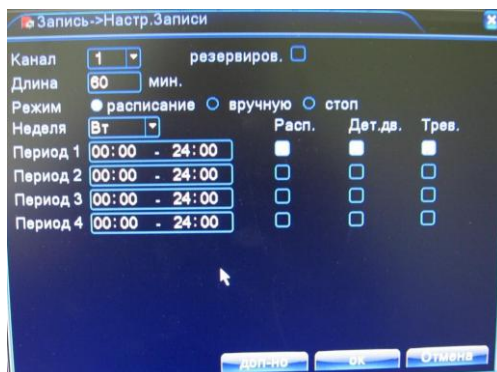 Запись->Настр.Записи
Канал 1 резервиров.
Длина 60 мин.
Режим расписание вручную стоп
Неделя Вт Расп. Дет.дв. Трев.
Период 1 00:00 - 24:00
Период 2 00:00 - 24:00
Период 3 00:00 - 24:00
Период 4 00:00 - 24:00
доп-но ок Отмена